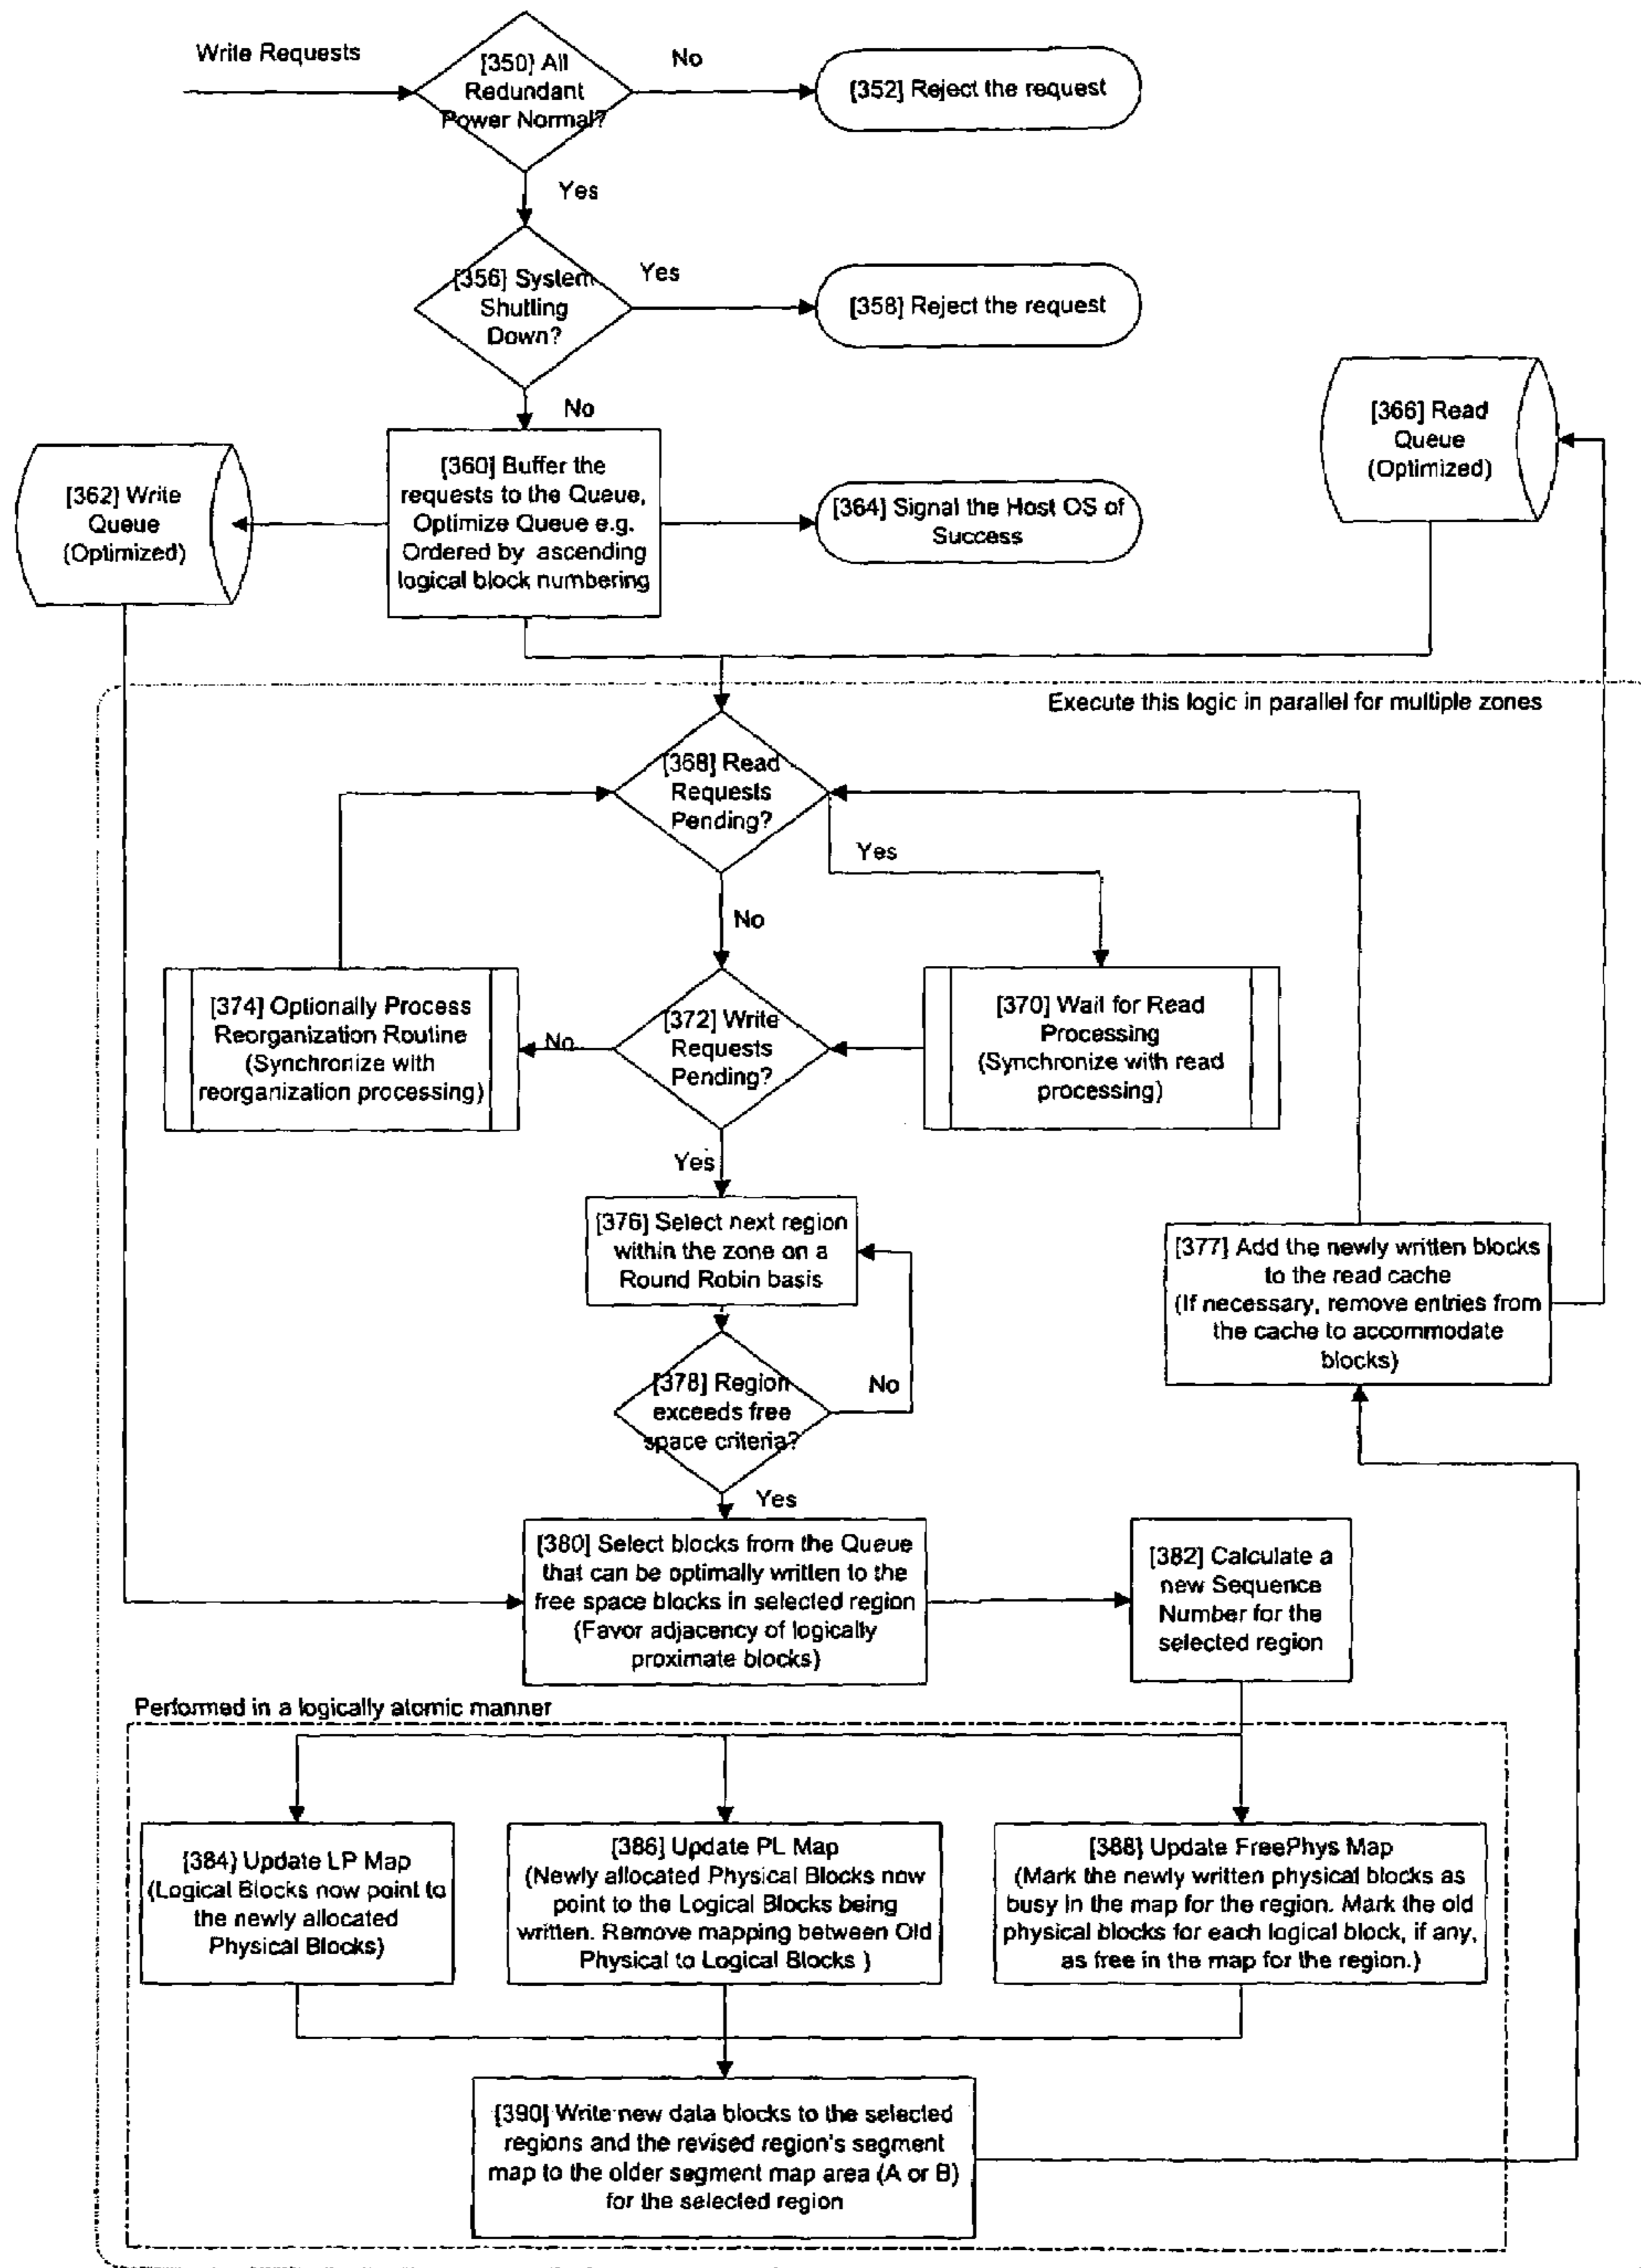 Write Requests
[350] All
Redundant
Power Normal?
No
[352] Reject the request
Yes
[356] System
Shutting
Down?
Yes
[358] Reject the request
No
[366] Read
Queue
(Optimized)
[362] Write
Queue
(Optimized)
[360] Buffer the
requests to the Queue,
Optimize Queue e.g.
Ordered by ascending
logical block numbering
[364] Signal the Host OS of
Success
Execute this logic in parallel for multiple zones
[368] Read
Requests
Pending?
Yes
No
[374] Optionally Process
Reorganization Routine
(Synchronize with
reorganization processing)
No
[372] Write
Requests
Pending?
[370] Wait for Read
Processing
(Synchronize with read
processing)
Yes
[376] Select next region
within the zone on a
Round Robin basis
[377] Add the newly written blocks
to the read cache
(If necessary, remove entries from
the cache to accommodate
blocks)
[378] Region
exceeds free
space criteria?
No
Yes
[380] Select blocks from the Queue
that can be optimally written to the
free space blocks in selected region
(Favor adjacency of logically
proximate blocks)
[382] Calculate a
new Sequence
Number for the
selected region
Performed in a logically atomic manner
[384] Update LP Map
(Logical Blocks now point to
the newly allocated
Physical Blocks)
[386] Update PL Map
(Newly allocated Physical Blocks now
point to the Logical Blocks being
written. Remove mapping between Old
Physical to Logical Blocks )
[388] Update FreePhys Map
(Mark the newly written physical blocks as
busy in the map for the region. Mark the old
physical blocks for each logical block, if any,
as free in the map for the region.)
[390] Write new data blocks to the selected
regions and the revised region's segment
map to the older segment map area (A or B)
for the selected region